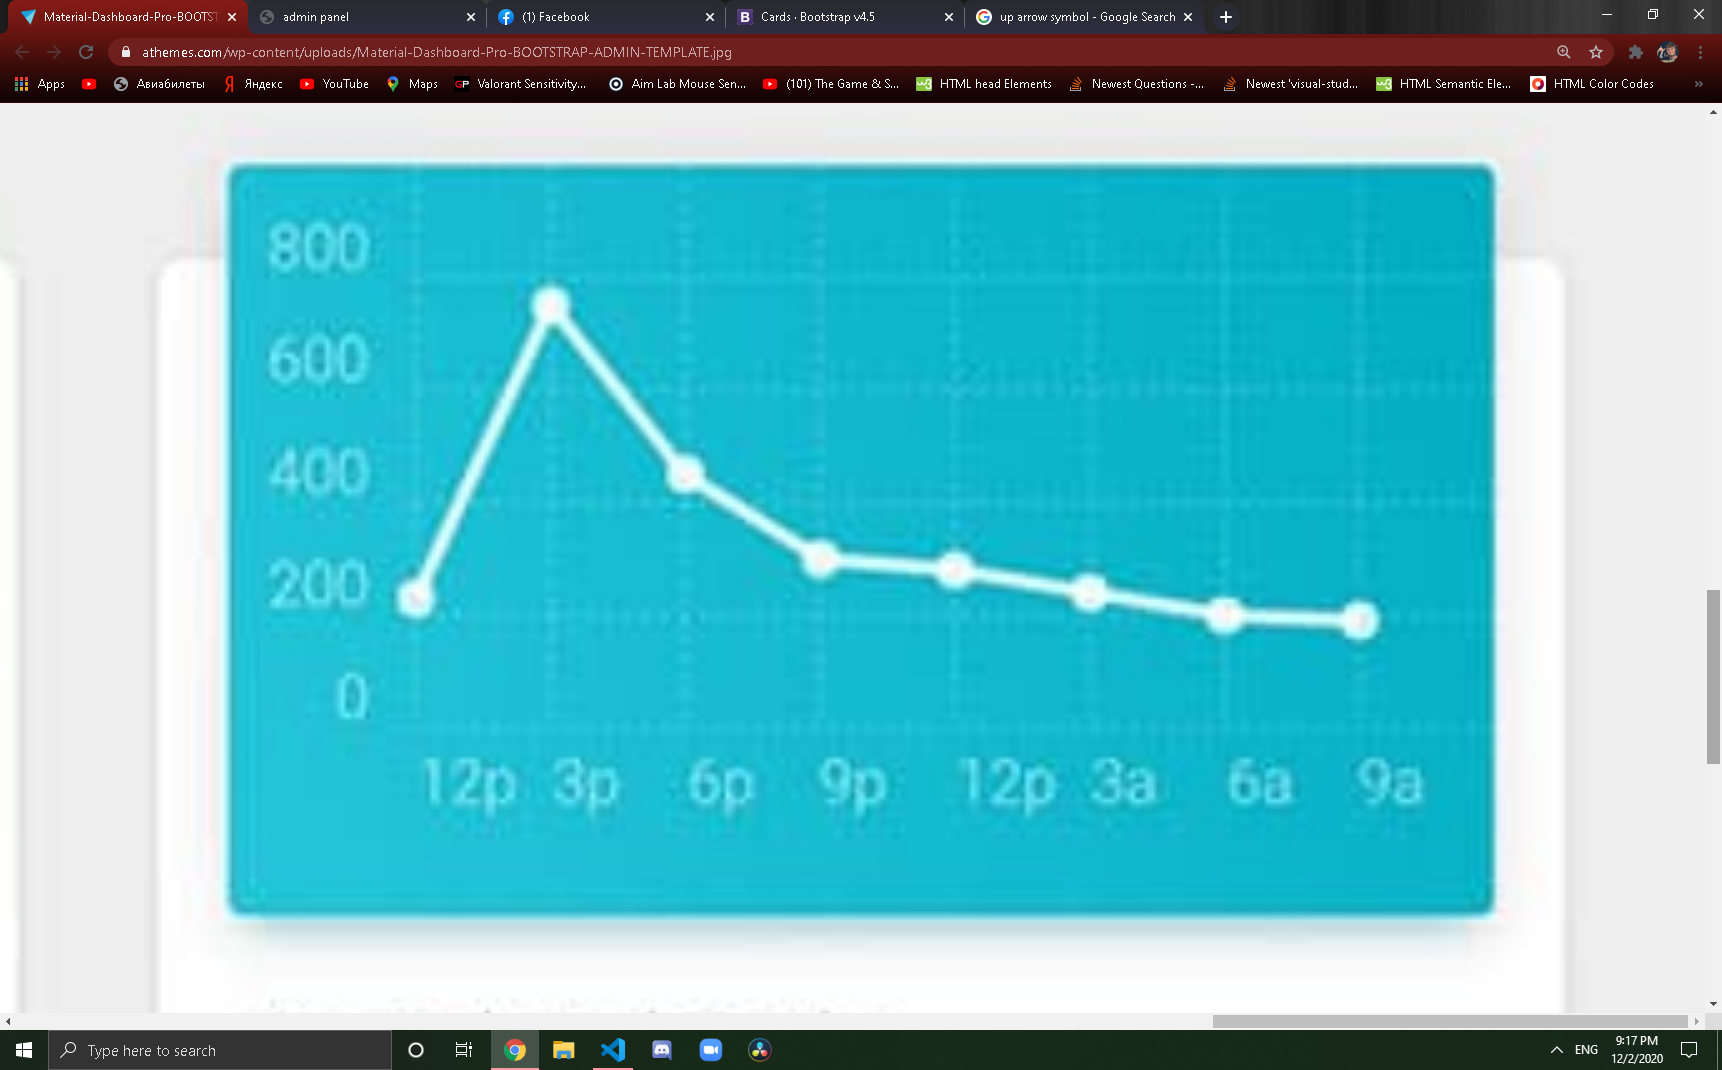 Material-Dashboard-Pro-BOOTST
admin panel
(1) Facebook
Cards · Bootstrap v4.5
up arrow symbol - Google Search
athemes.com/wp-content/uploads/Material-Dashboard-Pro-BOOTSTRAP-ADMIN-TEMPLATE.jpg
Apps
Авиабилеты
Яндекс
YouTube
Maps
GP Valorant Sensitivity...
Aim Lab Mouse Sen...
(101) The Game & S...
HTML head Elements
Newest Questions -...
Newest 'visual-stud...
HTML Semantic Ele...
HTML Color Codes
800
600
400
200
0
12p 3p 6p 9p 12p 3a 6a 9a
Type here to search
ENG
9:17 PM
12/2/2020